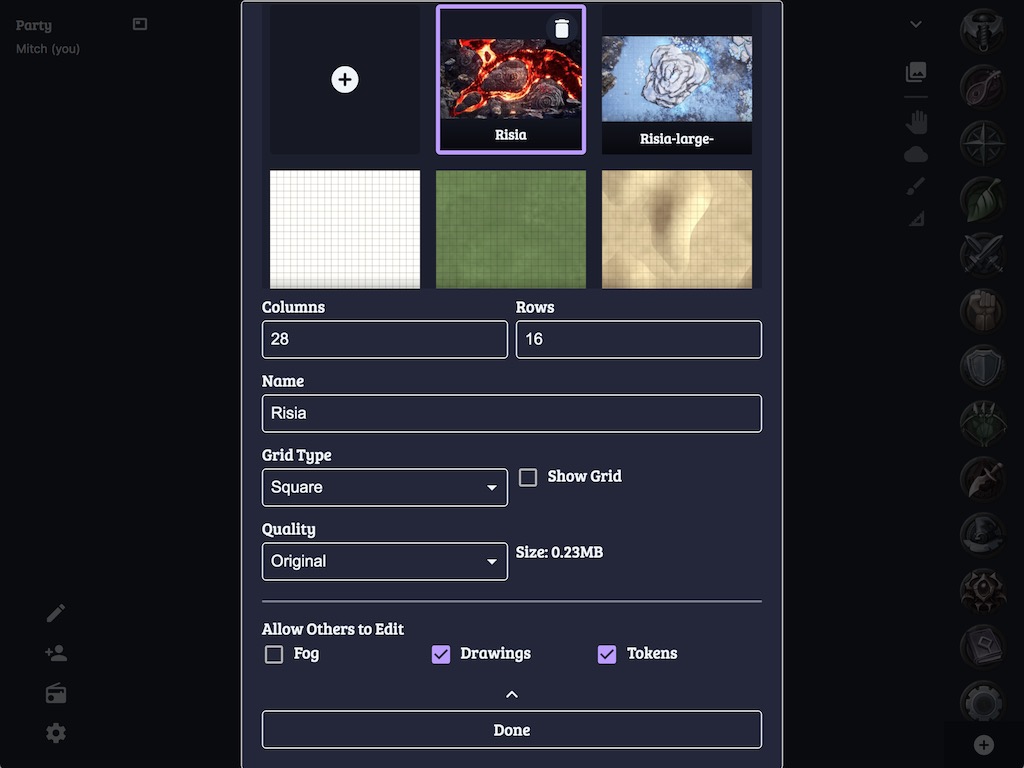 Party
Mitch (you)
Risia
Risia-large-
Columns
Rows
28
16
Name
Risia
Grid Type
Square
Show Grid
Quality
Original
Size: 0.23MB
Allow Others to Edit
Fog
Drawings
Tokens
Done